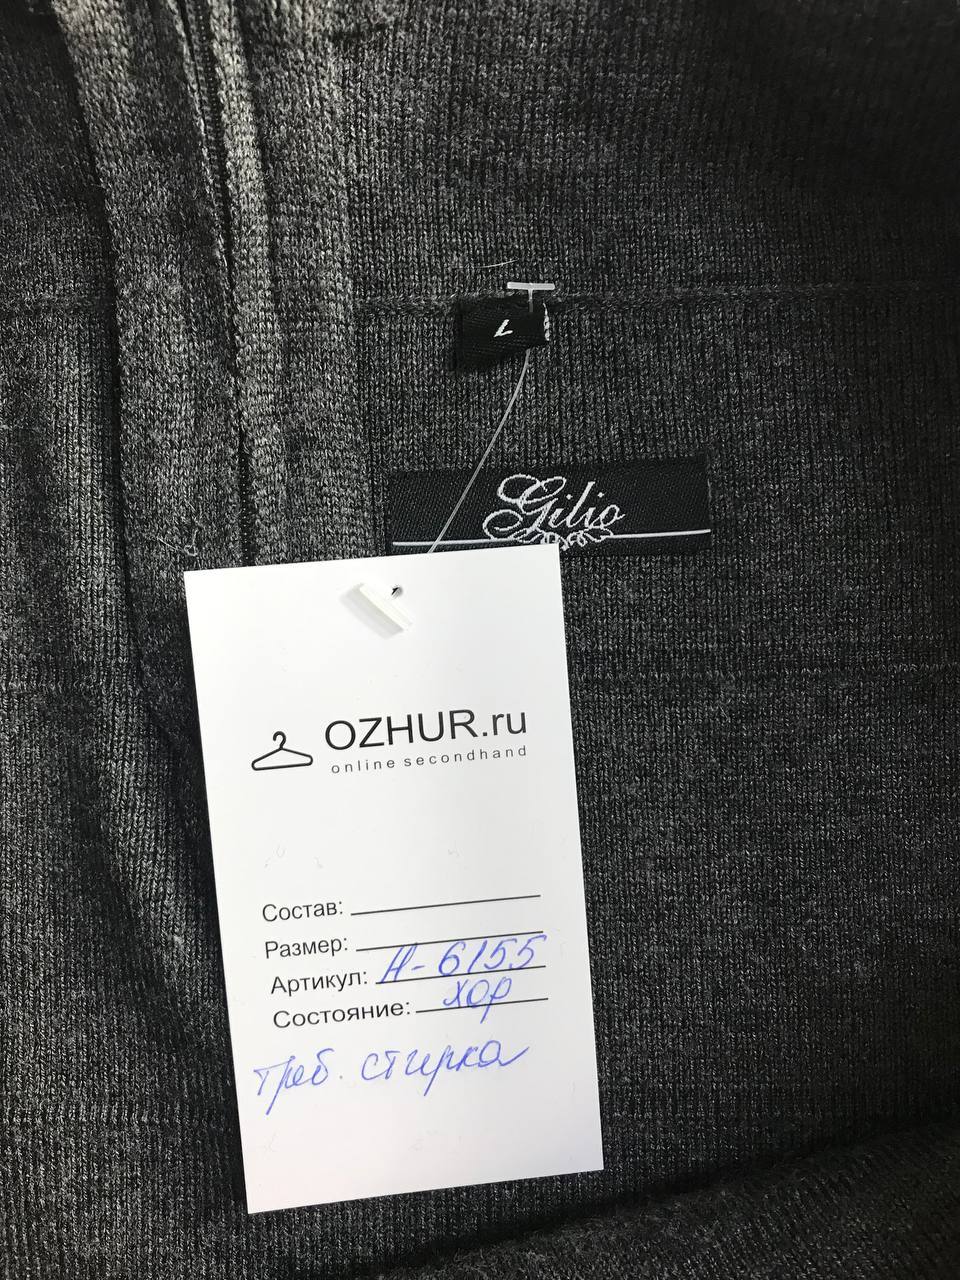 L
Gilio
OZHUR.ru
online secondhand
Состав:
Размер:
Артикул: Н-6155
Состояние: хор
треб. стирка